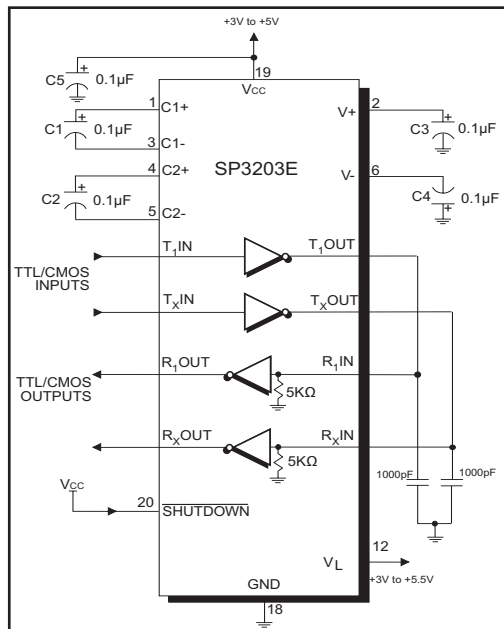 +3V to +5V
19
VCC
C5 + 0.1µF
1 C1+
C1 + 0.1µF
3 C1-
4 C2+
C2 + 0.1µF
5 C2-
SP3203E
V+ 2
C3 + 0.1µF
V- 6
C4 + 0.1µF
TTL/CMOS
INPUTS
T1IN
T1OUT
TXIN
TXOUT
TTL/CMOS
OUTPUTS
R1OUT
R1IN
5KΩ
RXOUT
RXIN
5KΩ
1000pF
1000pF
VCC
20
SHUTDOWN
VL 12
+3V to +5.5V
GND
18